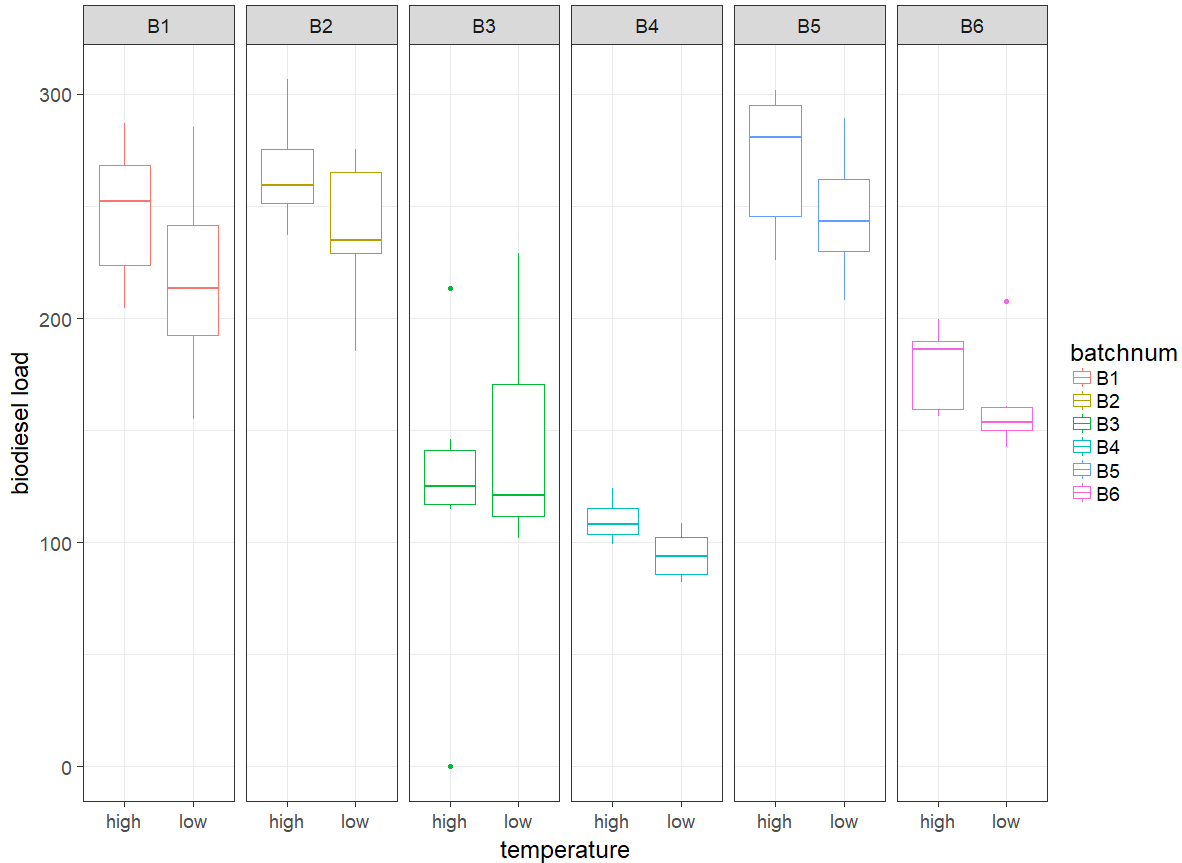 B1 B2 B3 B4 B5 B6
300
200
100
0
biodiesel load
high low high low high low high low high low high low
temperature
batchnum
B1
B2
B3
B4
B5
B6